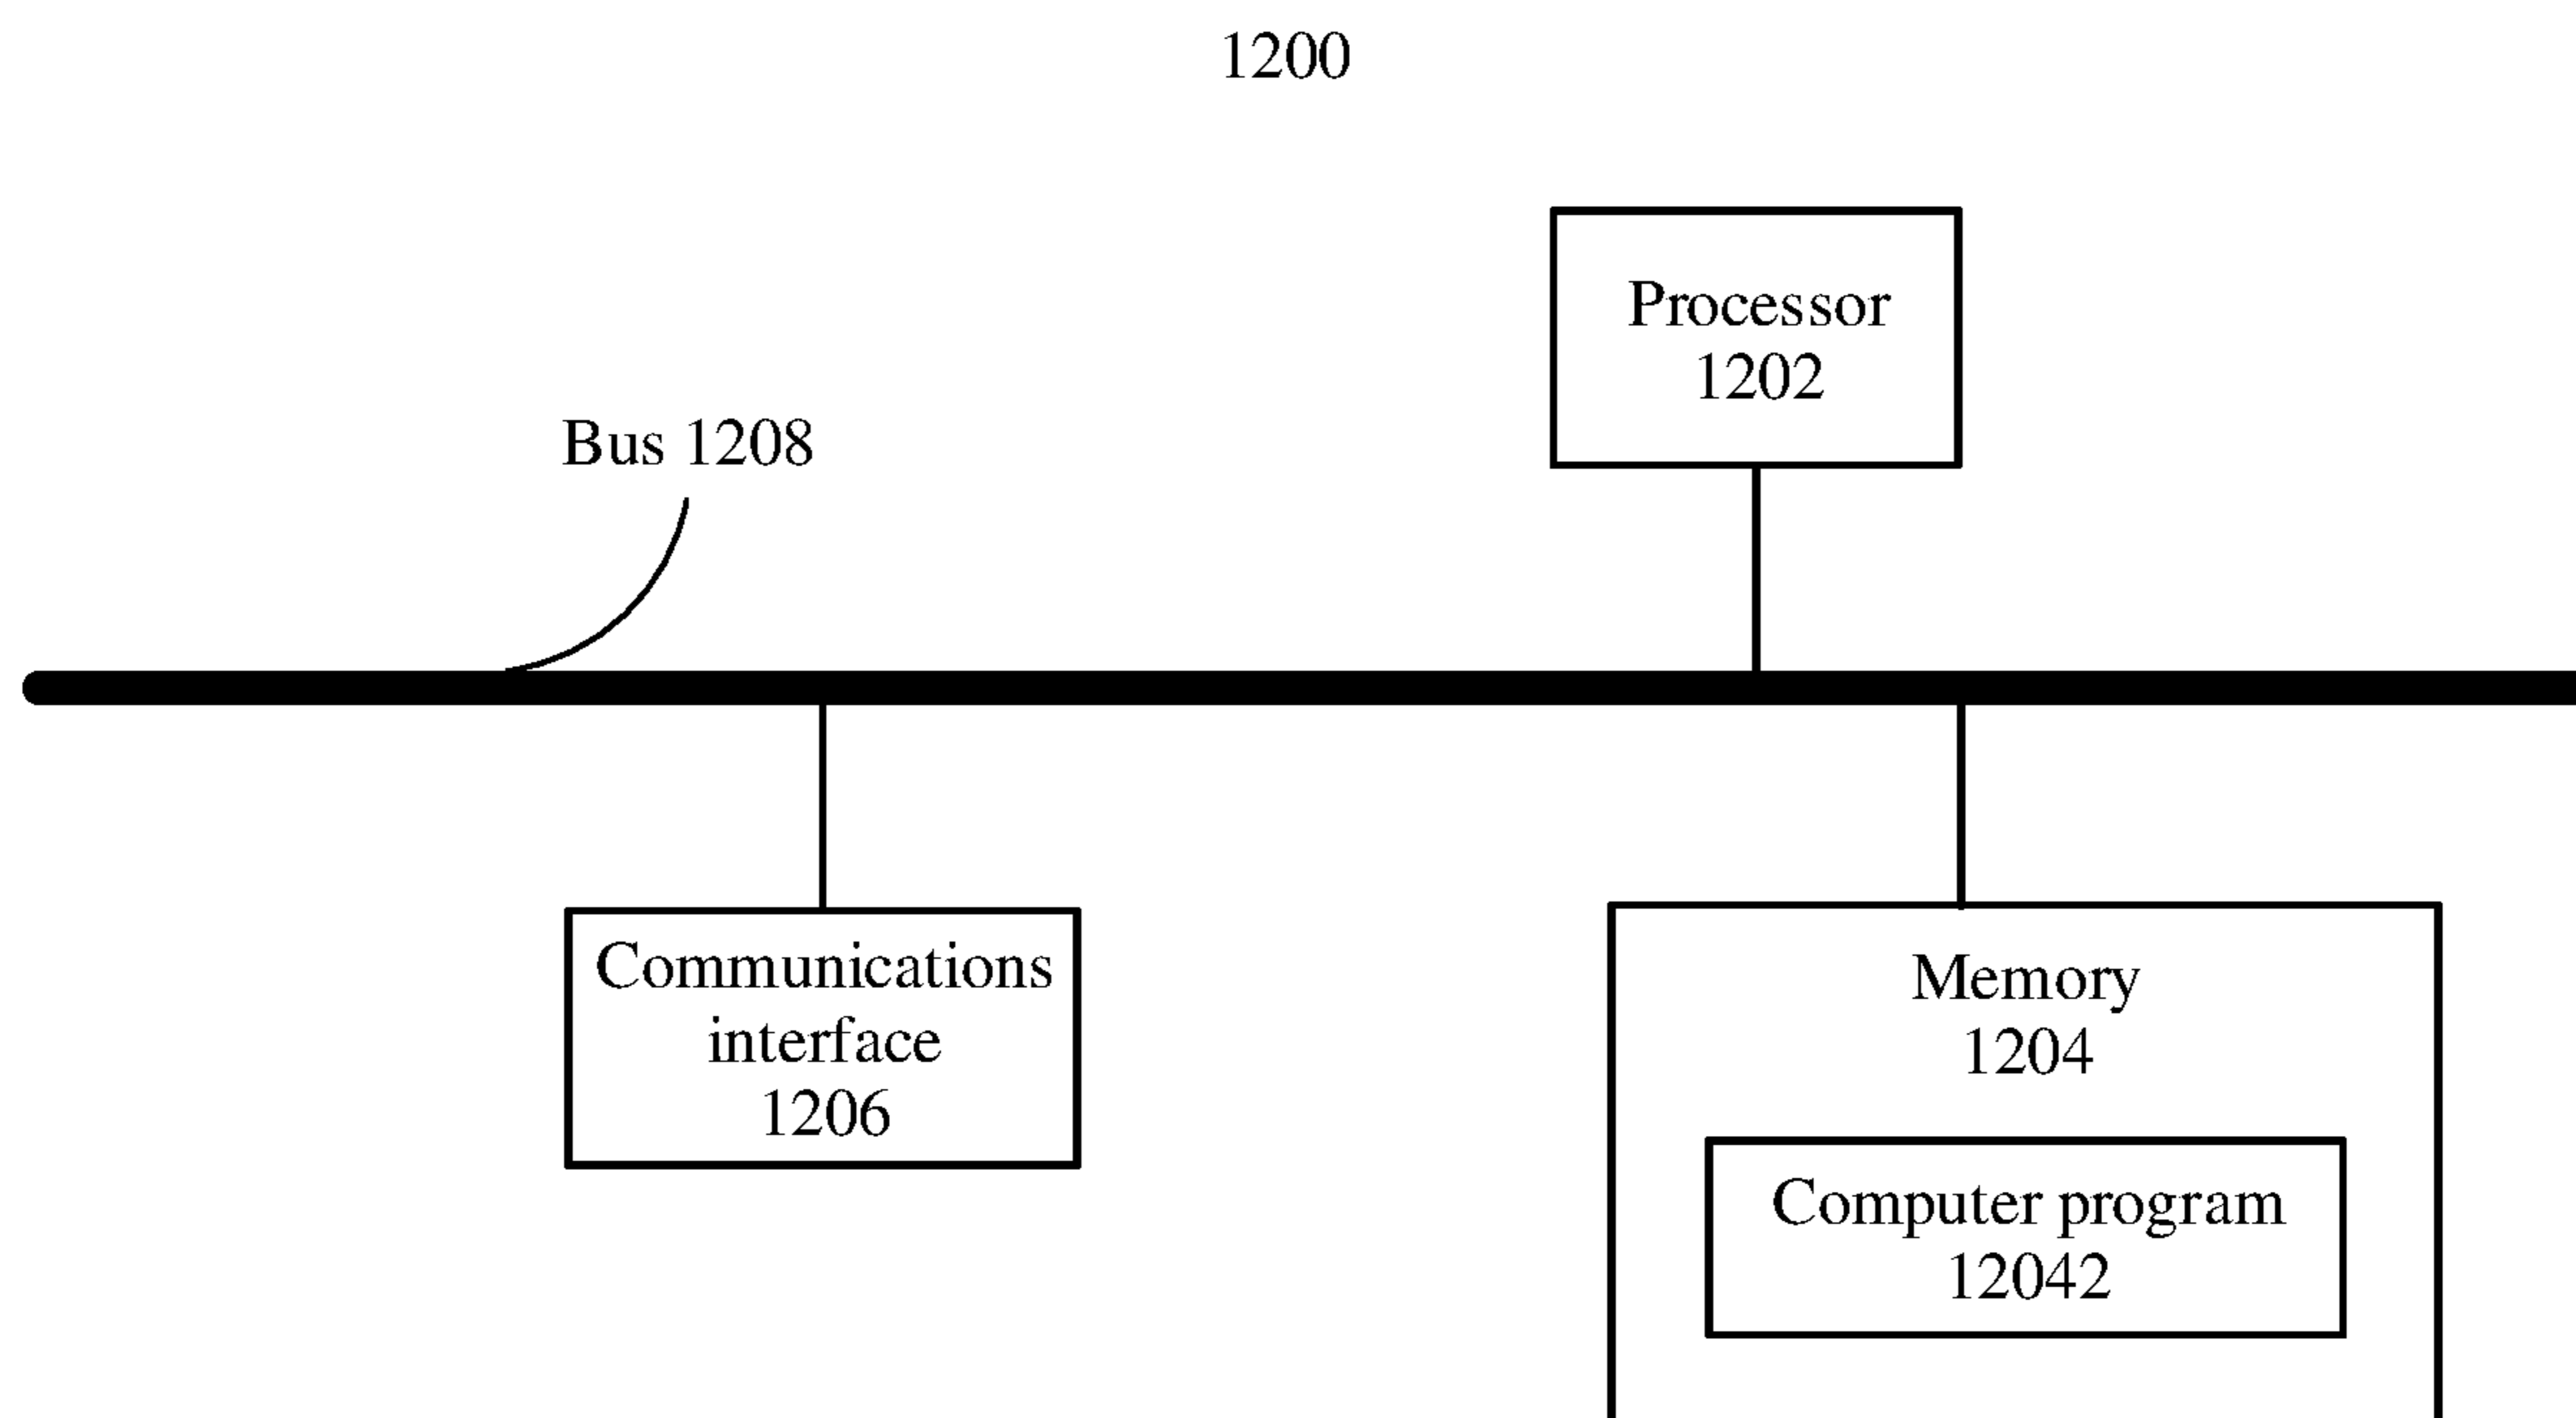 1200
Processor
1202
Bus 1208
Communications
interface
1206
Memory
1204
Computer program
12042